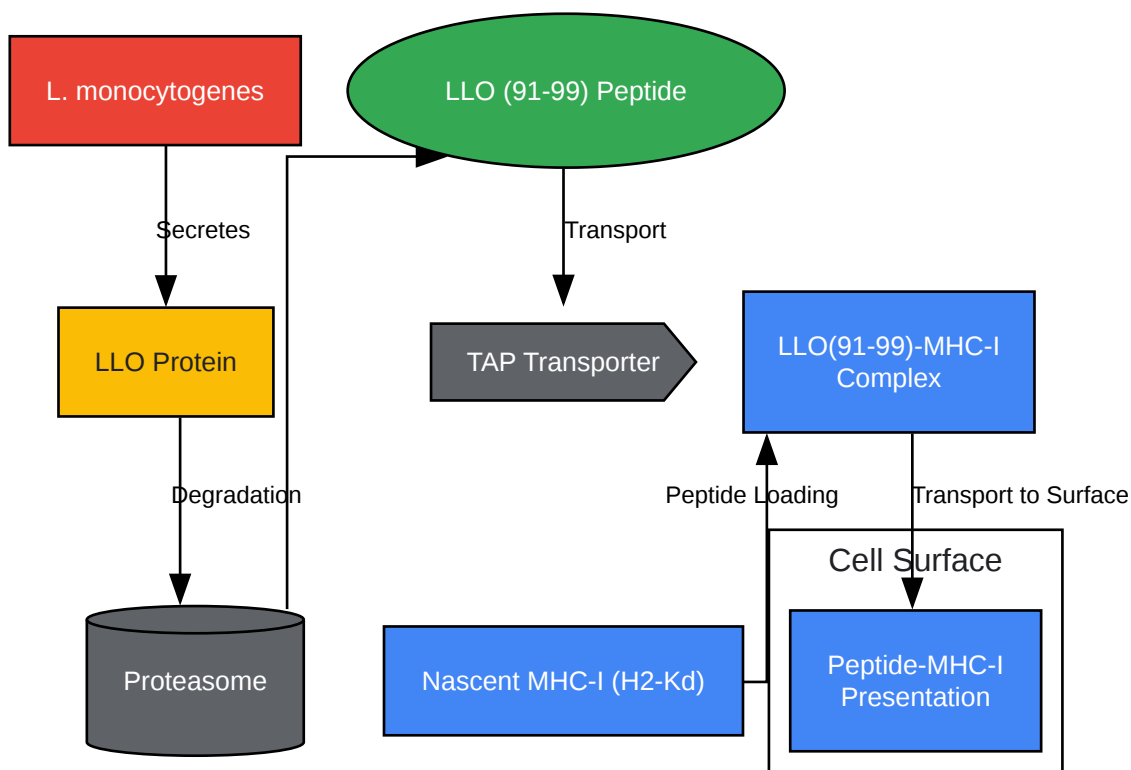 L. monocytogenes
LLO (91-99) Peptide
Secretes
Transport
LLO Protein
TAP Transporter
LLO(91-99)-MHC-I
Complex
Degradation
Peptide Loading
Transport to Surface
Cell Surface
Proteasome
Nascent MHC-I (H2-Kd)
Peptide-MHC-I
Presentation